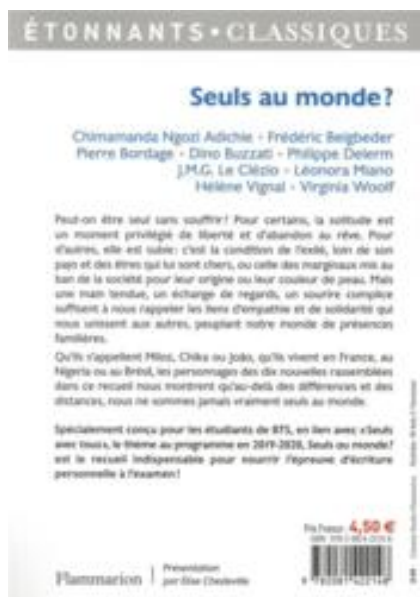 ÉTONNANTS • CLASSIQUES
Seuls au monde?
Chimamanda Ngozi Adichie - Frédéric Beigbeder
Pierre Bordage - Dino Buzzati - Philippe Delerm
J.M.G. Le Clézio - Léonora Miano
Hélène Vignal - Virginia Woolf
Peut-on être seul sans souffrir? Pour certains, la solitude est
un moment privilégié de liberté et d'abandon au rêve. Pour
d'autres, elle est subie: c'est la condition de l'exilé, loin de son
pays et des êtres qui lui sont chers, ou celle des marginaux mis au
ban de la société pour leur origine ou leur couleur de peau. Mais
une main tendue, un échange de regards, un sourire complice
suffisent à nous rappeler les liens d'empathie et de solidarité qui
nous unissent aux autres, peuplant notre monde de présences
familières.
Qu'ils s'appellent Milos, Chika ou João, qu'ils vivent en France, au
Nigeria ou au Brésil, les personnages des dix nouvelles rassemblées
dans ce recueil nous montrent qu'au-delà des différences et des
distances, nous ne sommes jamais vraiment seuls au monde.
Spécialement conçu pour les étudiants de BTS, en lien avec «Seuls
avec tous», le thème au programme en 2019-2020, Seuls au monde?
est le recueil indispensable pour nourrir l'épreuve d'écriture
personnelle à l'examen!
Prix France: 4,50 €
Flammarion
Présentation
par Elise